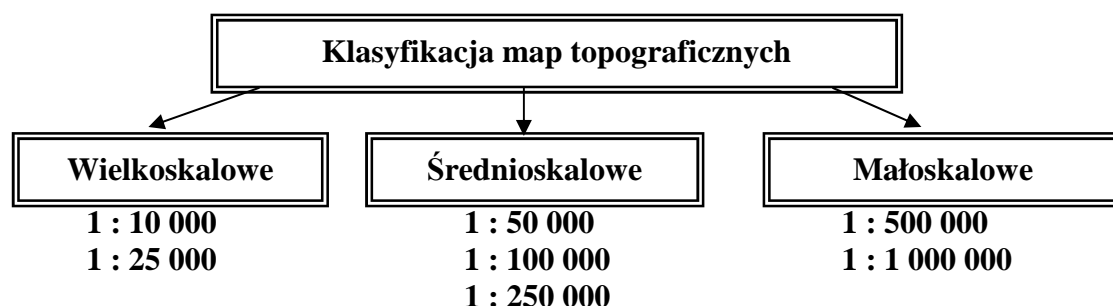 Klasyfikacja map topograficznych
Wielkoskalowe
1 : 10 000
1 : 25 000
Średnioskalowe
1 : 50 000
1 : 100 000
1 : 250 000
Małoskalowe
1 : 500 000
1 : 1 000 000